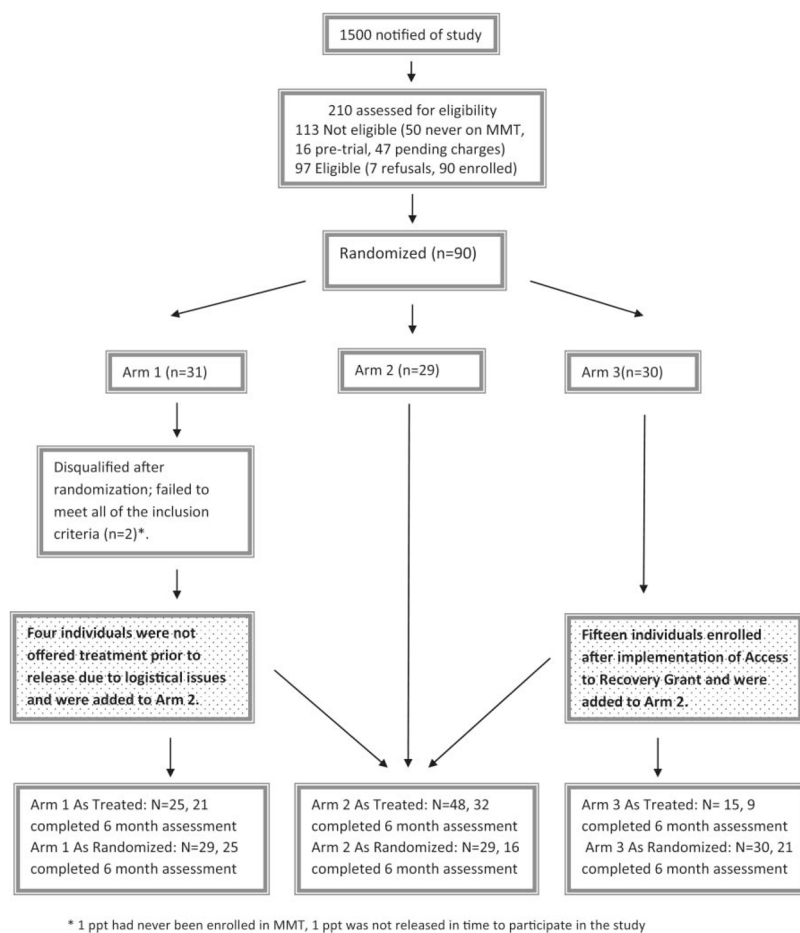 1500 notified of study
210 assessed for eligibility
113 Not eligible (50 never on MMT,
16 pre-trial, 47 pending charges)
97 Eligible (7 refusals, 90 enrolled)
Randomized (n=90)
Arm 1 (n=31)
Arm 2 (n=29)
Arm 3(n=30)
Disqualified after
randomization; failed to
meet all of the inclusion
criteria (n=2)*.
Four individuals were not
offered treatment prior to
release due to logistical issues
and were added to Arm 2.
Fifteen individuals enrolled
after implementation of Access
to Recovery Grant and were
added to Arm 2.
Arm 1 As Treated: N=25, 21
completed 6 month assessment
Arm 1 As Randomized: N=29, 25
completed 6 month assessment
Arm 2 As Treated: N=48, 32
completed 6 month assessment
Arm 2 As Randomized: N=29, 16
completed 6 month assessment
Arm 3 As Treated: N= 15, 9
completed 6 month assessment
Arm 3 As Randomized: N=30, 21
completed 6 month assessment
* 1 ppt had never been enrolled in MMT, 1 ppt was not released in time to participate in the study